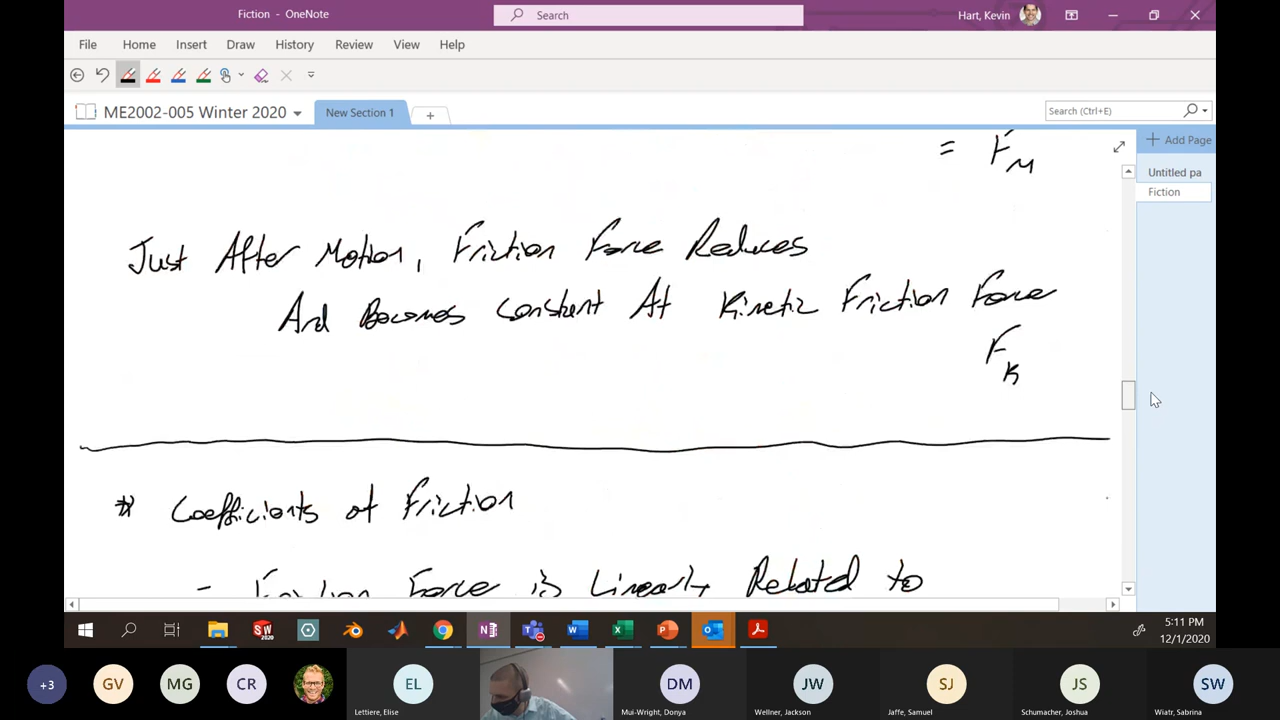 Fiction - OneNote
Search
Hart, Kevin
File Home Insert Draw History Review View Help
ME2002-005 Winter 2020
New Section 1
Search (Ctrl+E)
Add Page
Untitled pa
Fiction
= FM
Just After Motion, Friction Force Reduces
And Becomes Constant At Kinetic Friction Force
FK
* Coefficients of Friction
- Friction Force is Linearly Related to
SW
2020
5:11 PM
12/1/2020
+3 GV MG CR EL DM JW SJ JS SW
Lettiere, Elise Mui-Wright, Donya Wellner, Jackson Jaffe, Samuel Schumacher, Joshua Wiatr, Sabrina